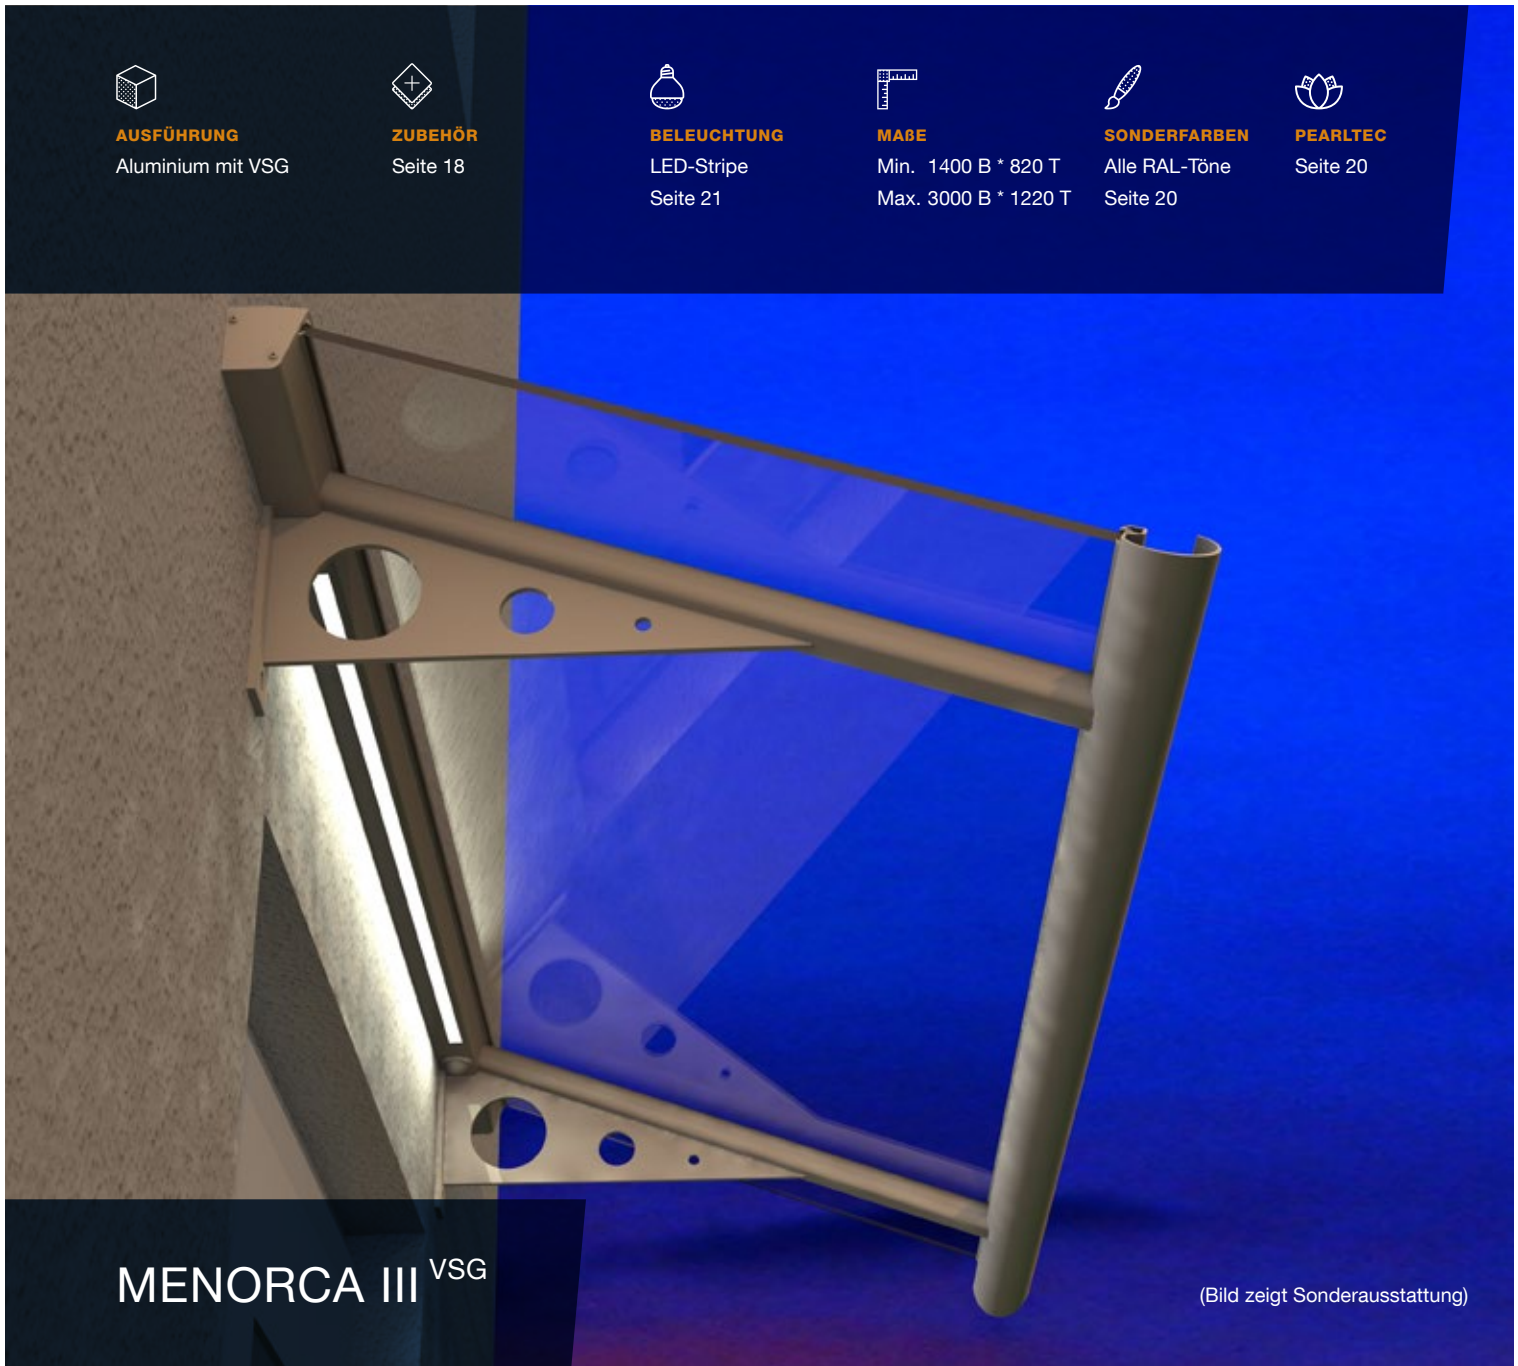 AUSFÜHRUNG
Aluminium mit VSG
ZUBEHÖR
Seite 18
BELEUCHTUNG
LED-Stripe
Seite 21
MAßE
Min. 1400 B * 820 T
Max. 3000 B * 1220 T
SONDERFARBEN
Alle RAL-Töne
Seite 20
PEARLTEC
Seite 20
MENORCA III VSG
(Bild zeigt Sonderausstattung)